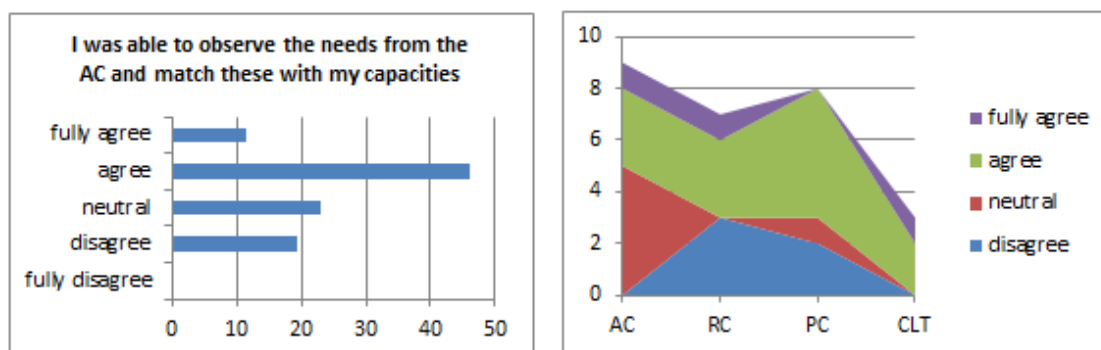 I was able to observe the needs from the
AC and match these with my capacities
fully agree
agree
neutral
disagree
fully disagree
0 10 20 30 40 50
10
8
6
4
2
0
AC RC PC CLT
fully agree
agree
neutral
disagree